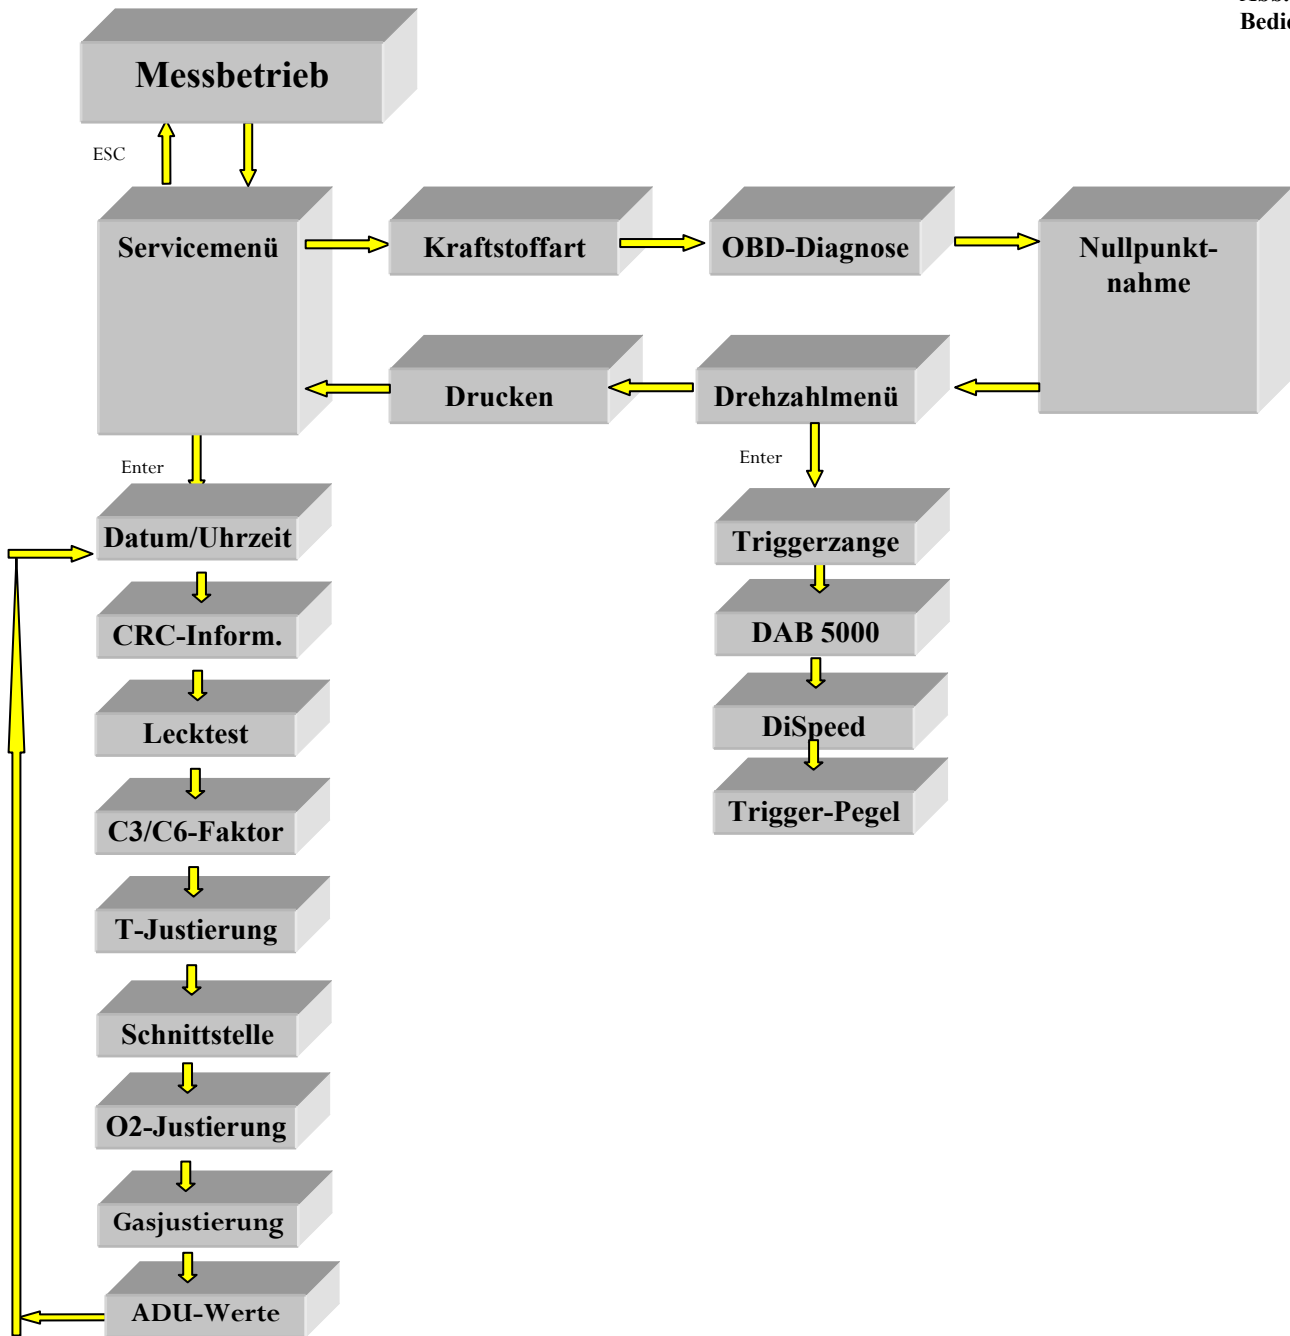 Bedie
Messbetrieb
ESC
Servicemenü
Kraftstoffart
OBD-Diagnose
Nullpunkt-
nahme
Drucken
Drehzahlmenü
Enter
Enter
Datum/Uhrzeit
Triggerzange
CRC-Inform.
DAB 5000
Lecktest
DiSpeed
C3/C6-Faktor
Trigger-Pegel
T-Justierung
Schnittstelle
O2-Justierung
Gasjustierung
ADU-Werte